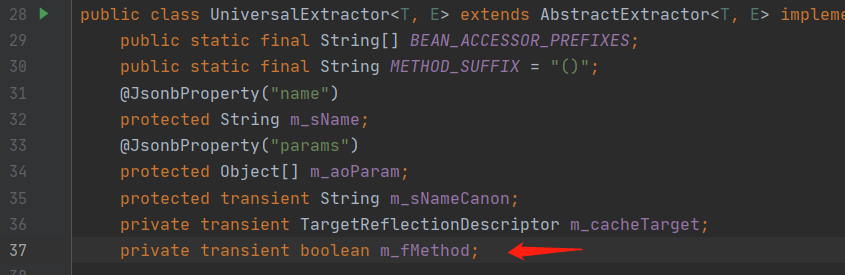 28 public class UniversalExtractor<T, E> extends AbstractExtractor<T, E> impleme
29 public static final String[] BEAN_ACCESSOR_PREFIXES;
30 public static final String METHOD_SUFFIX = "()";
31 @JsonbProperty("name")
32 protected String m_sName;
33 @JsonbProperty("params")
34 protected Object[] m_aoParam;
35 protected transient String m_sNameCanon;
36 private transient TargetReflectionDescriptor m_cacheTarget;
37 private transient boolean m_fMethod;